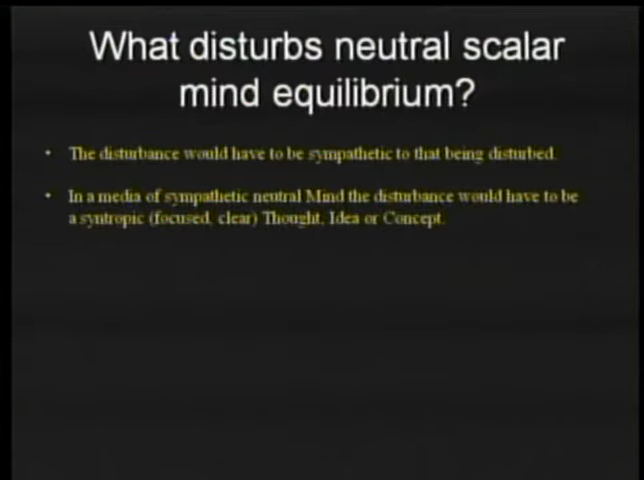 What disturbs neutral scalar
mind equilibrium?
• The disturbance would have to be sympathetic to that being disturbed.
• In a media of sympathetic neutral Mind the disturbance would have to be
a syntropic (focused, clear) Thought, Idea or Concept.